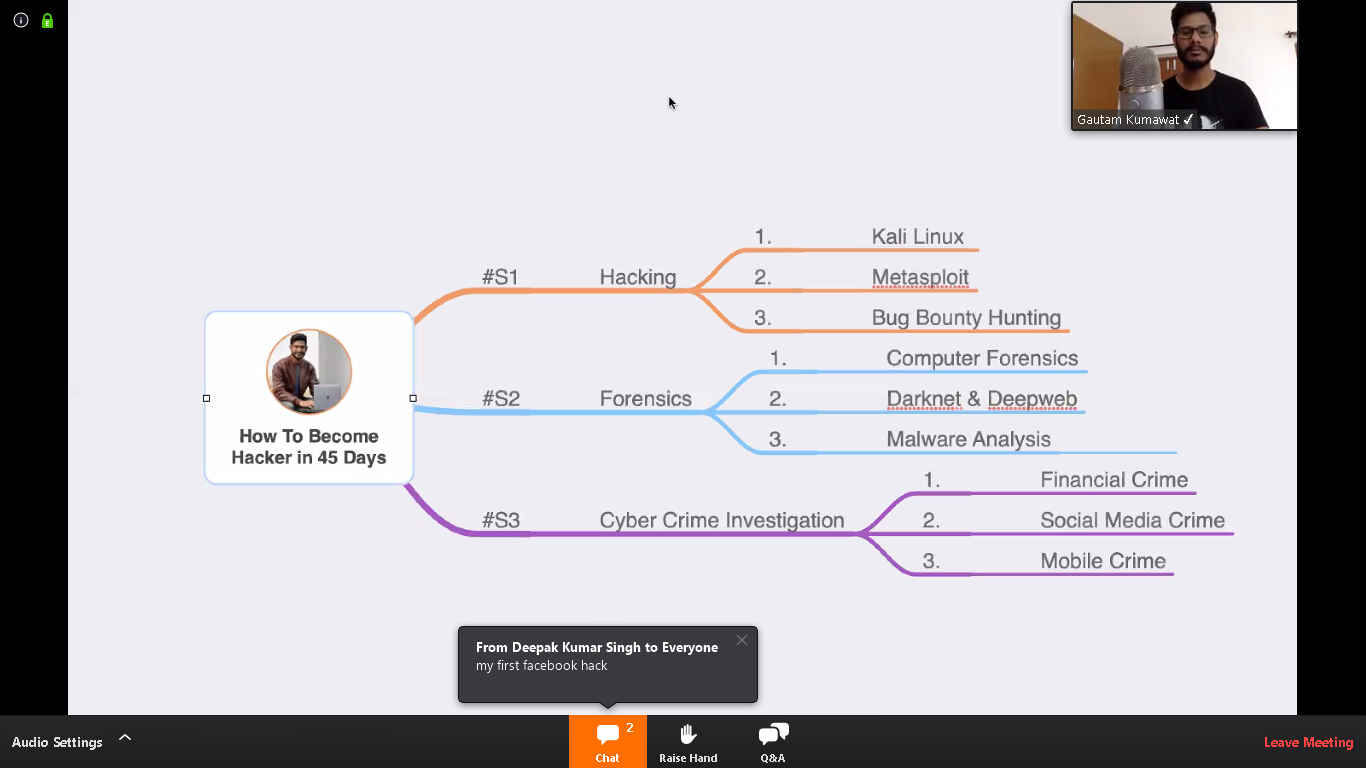 Gautam Kumawat ✓
1. Kali Linux
#S1 Hacking 2. Metasploit
3. Bug Bounty Hunting
1. Computer Forensics
#S2 Forensics 2. Darknet & Deepweb
3. Malware Analysis
How To Become
Hacker in 45 Days
1. Financial Crime
#S3 Cyber Crime Investigation 2. Social Media Crime
3. Mobile Crime
From Deepak Kumar Singh to Everyone
my first facebook hack
Audio Settings
2
Chat
Raise Hand
Q&A
Leave Meeting